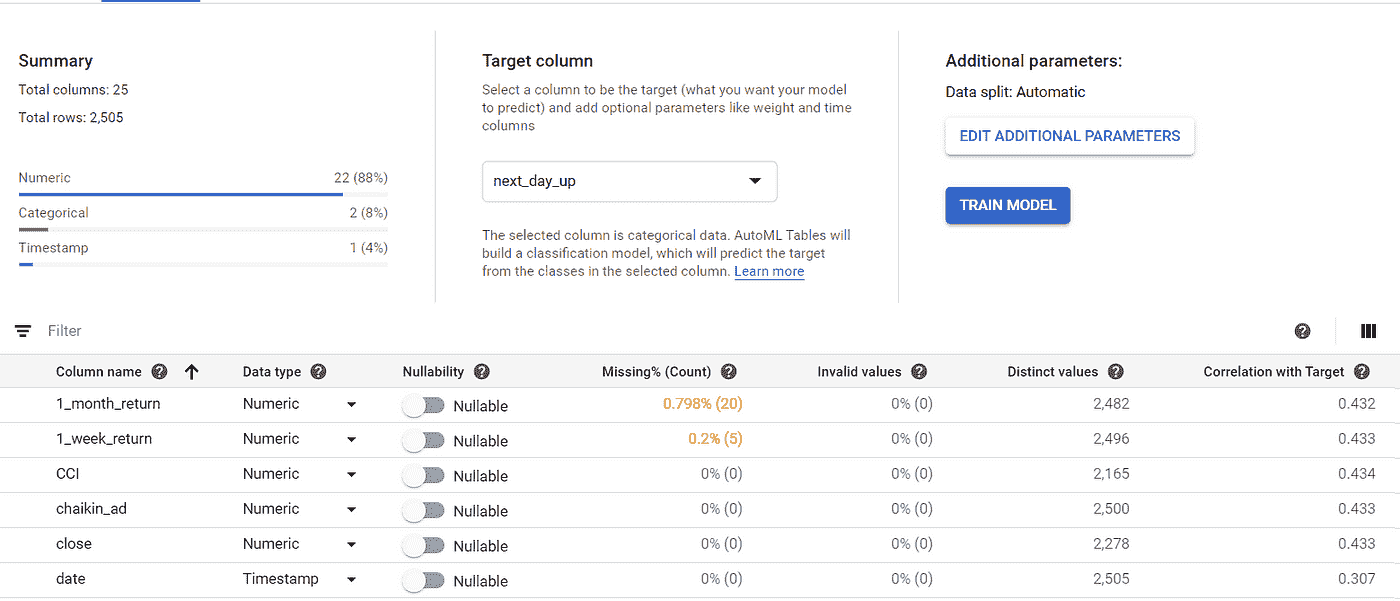 Summary
Total columns: 25
Total rows: 2,505
Numeric 22 (88%)
Categorical 2 (8%)
Timestamp 1 (4%)
Target column
Select a column to be the target (what you want your model
to predict) and add optional parameters like weight and time
columns
next_day_up
The selected column is categorical data. AutoML Tables will
build a classification model, which will predict the target
from the classes in the selected column. Learn more
Additional parameters:
Data split: Automatic
EDIT ADDITIONAL PARAMETERS
TRAIN MODEL
Filter
Column name Data type Nullability Missing% (Count) Invalid values Distinct values Correlation with Target
1_month_return Numeric Nullable 0.798% (20) 0% (0) 2,482 0.432
1_week_return Numeric Nullable 0.2% (5) 0% (0) 2,496 0.433
CCI Numeric Nullable 0% (0) 0% (0) 2,165 0.434
chaikin_ad Numeric Nullable 0% (0) 0% (0) 2,500 0.433
close Numeric Nullable 0% (0) 0% (0) 2,278 0.433
date Timestamp Nullable 0% (0) 0% (0) 2,505 0.307